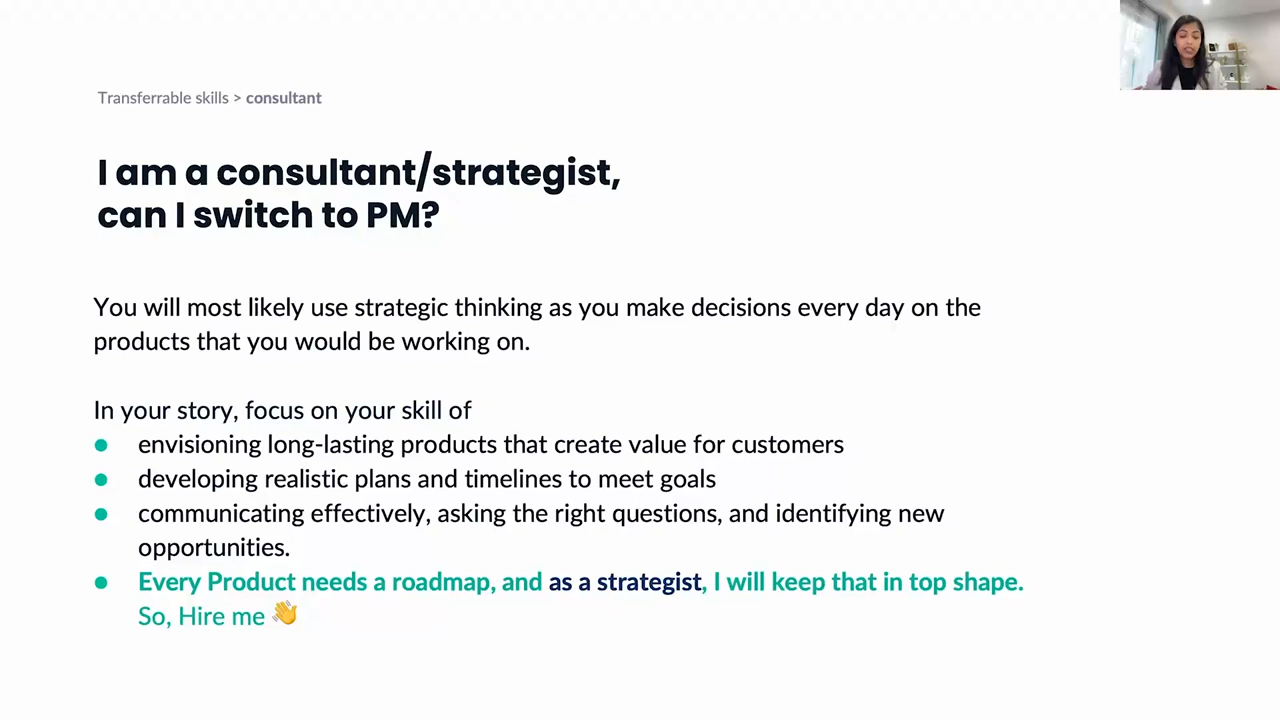 Transferrable skills > consultant
I am a consultant/strategist,
can I switch to PM?
You will most likely use strategic thinking as you make decisions every day on the
products that you would be working on.
In your story, focus on your skill of
● envisioning long-lasting products that create value for customers
● developing realistic plans and timelines to meet goals
● communicating effectively, asking the right questions, and identifying new
opportunities.
● Every Product needs a roadmap, and as a strategist, I will keep that in top shape.
So, Hire me 👋